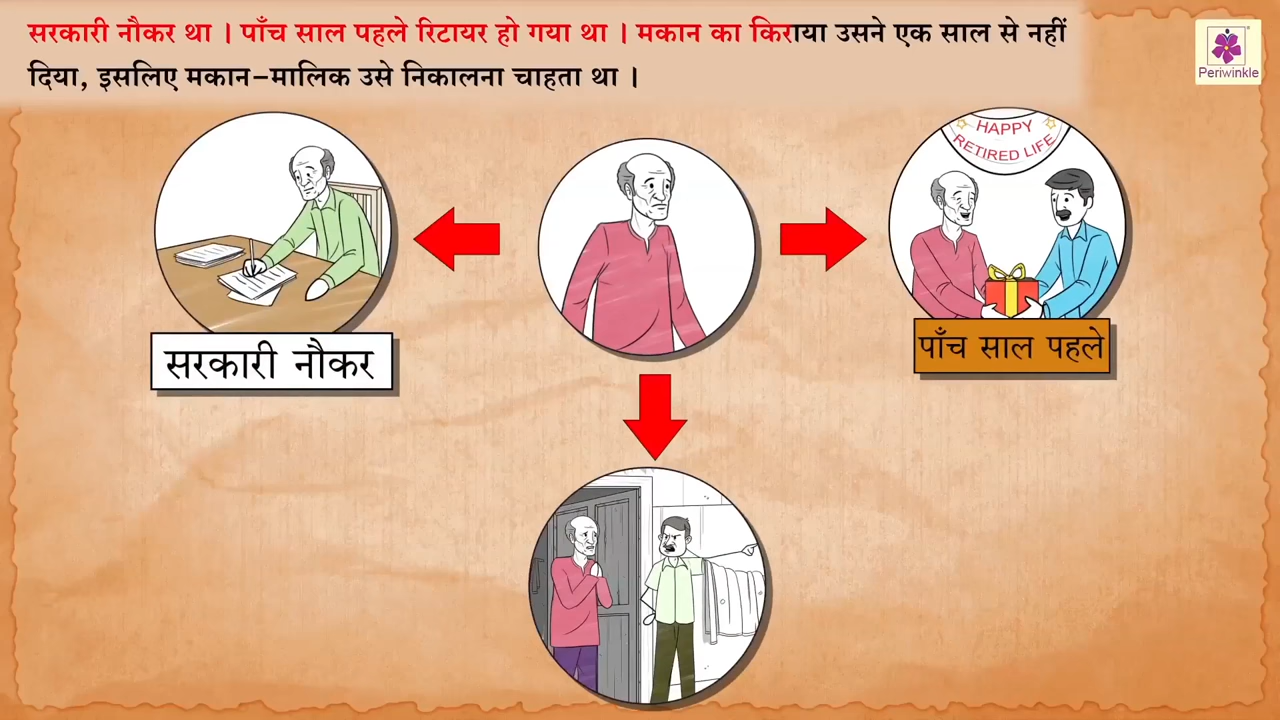 सरकारी नौकर था । पाँच साल पहले रिटायर हो गया था । मकान का किराया उसने एक साल से नहीं
दिया, इसलिए मकान–मालिक उसे निकालना चाहता था ।
Periwinkle
HAPPY
RETIRED LIFE
सरकारी नौकर
पाँच साल पहले